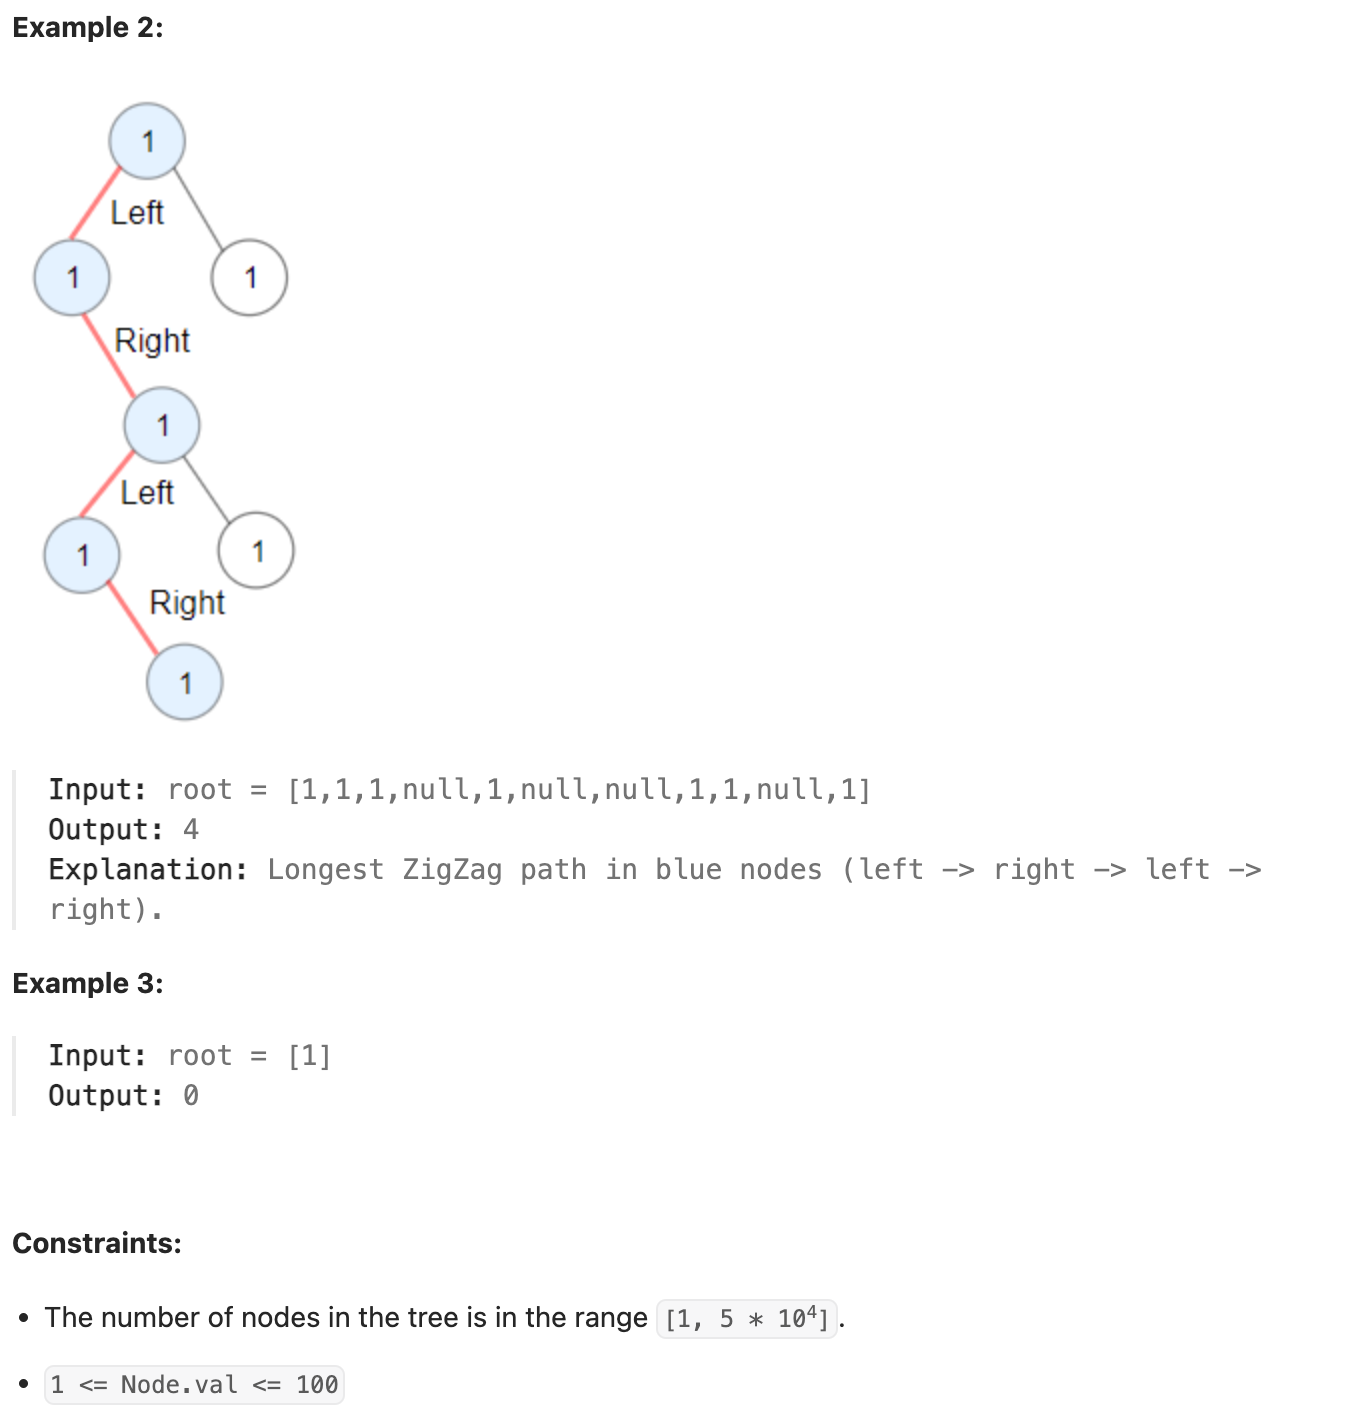 Example 2:
1
Left
1
1
Right
1
Left
1
1
Right
1
Input: root = [1,1,1,null,1,null,null,1,1,null,1]
Output: 4
Explanation: Longest ZigZag path in blue nodes (left -> right -> left ->
right).
Example 3:
Input: root = [1]
Output: 0
Constraints:
• The number of nodes in the tree is in the range [1, 5 * 10⁴].
• 1 <= Node.val <= 100